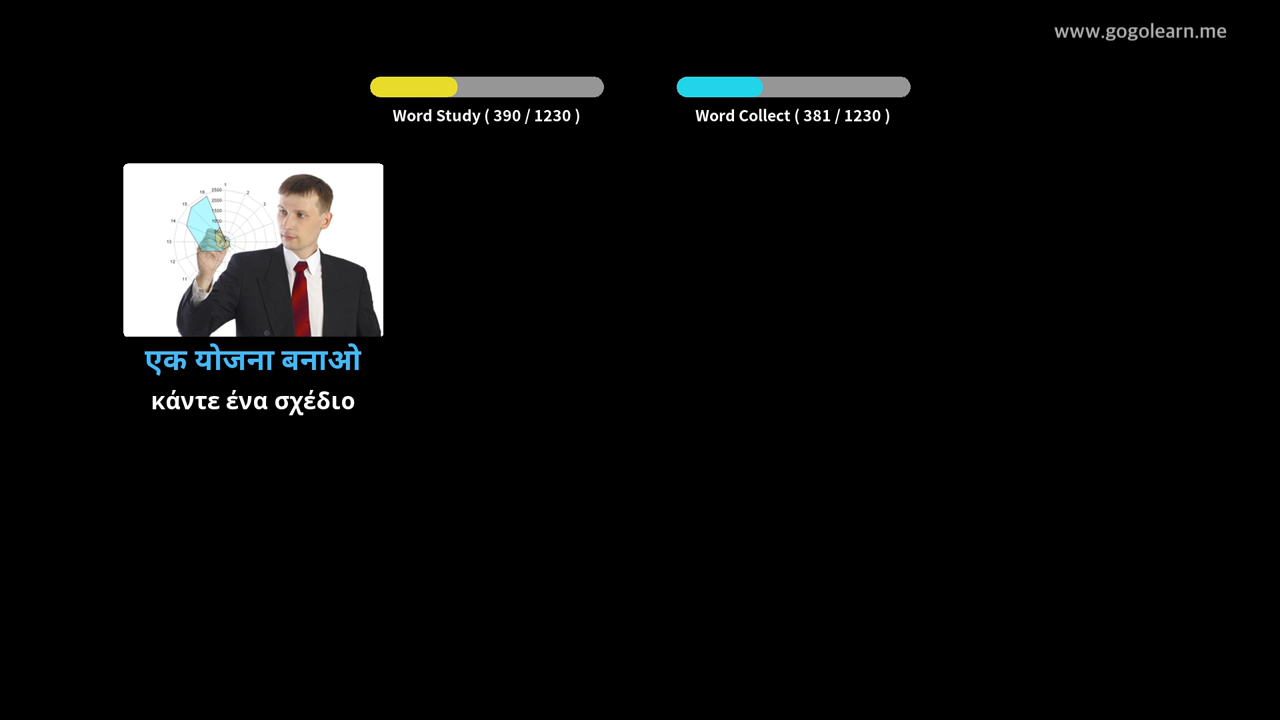 www.gogolearn.me
Word Study ( 390 / 1230 )
Word Collect ( 381 / 1230 )
एक योजना बनाओ
κάντε ένα σχέδιο